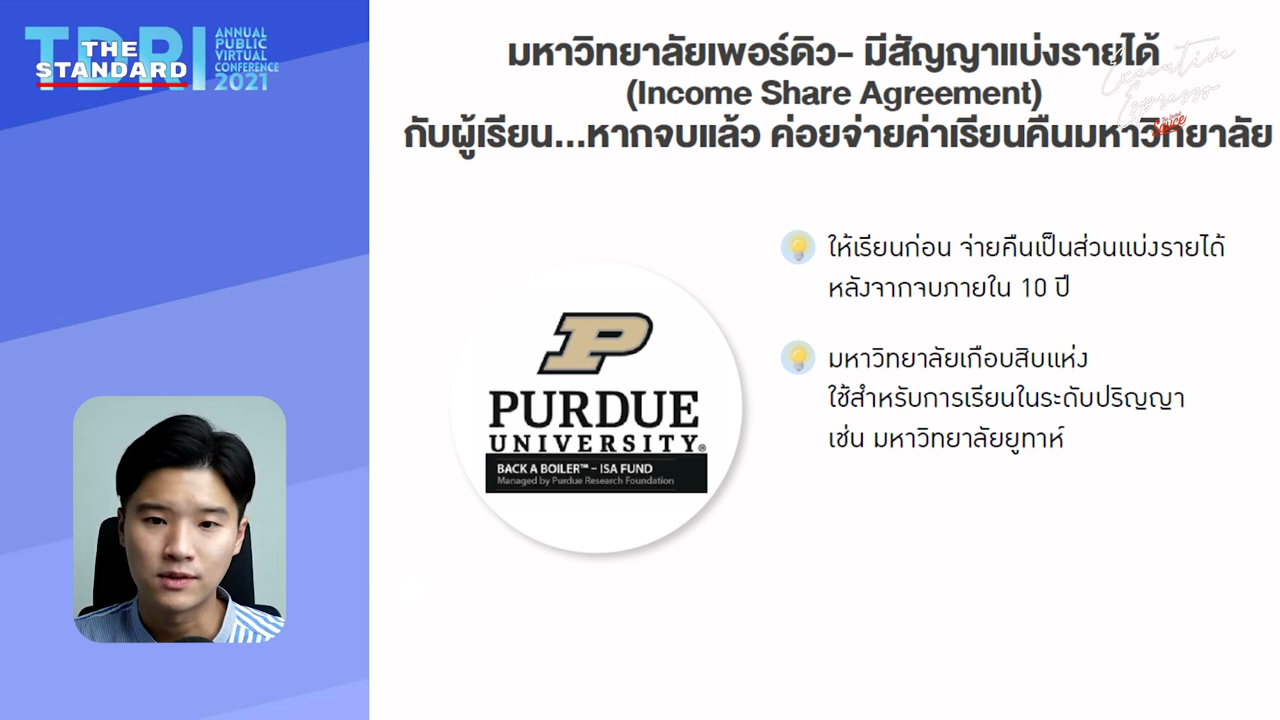 TDRI
ANNUAL
PUBLIC
VIRTUAL
CONFERENCE
2021
THE
STANDARD
มหาวิทยาลัยเพอร์ดิว- มีสัญญาแบ่งรายได้
(Income Share Agreement)
กับผู้เรียน...หากจบแล้ว ค่อยจ่ายค่าเรียนคืนมหาวิทยาลัย
Executive
Espresso
The Secret
Sauce
ให้เรียนก่อน จ่ายคืนเป็นส่วนแบ่งรายได้
หลังจากจบภายใน 10 ปี
มหาวิทยาลัยเกือบสิบแห่ง
ใช้สำหรับการเรียนในระดับปริญญา
เช่น มหาวิทยาลัยยูทาห์
P
PURDUE
UNIVERSITY®
BACK A BOILER™ – ISA FUND
Managed by Purdue Research Foundation